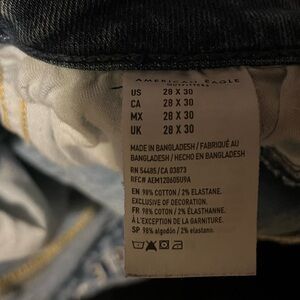 AMERICAN EAGLE
OUTFITTERS
US 28 X 30
CA 28 X 30
MX 28 X 30
UK 28 X 30
MADE IN BANGLADESH / FABRIQUÉ AU
BANGLADESH / HECHO EN BANGLADESH
RN 54485/CA 03873
RFC# AEM120605U9A
EN 98% COTTON / 2% ELASTANE.
EXCLUSIVE OF DECORATION.
FR 98% COTON / 2% ÉLASTHANNE.
À L'EXCEPTION DE LA GARNITURE.
SP 98% algodón / 2% elastano.